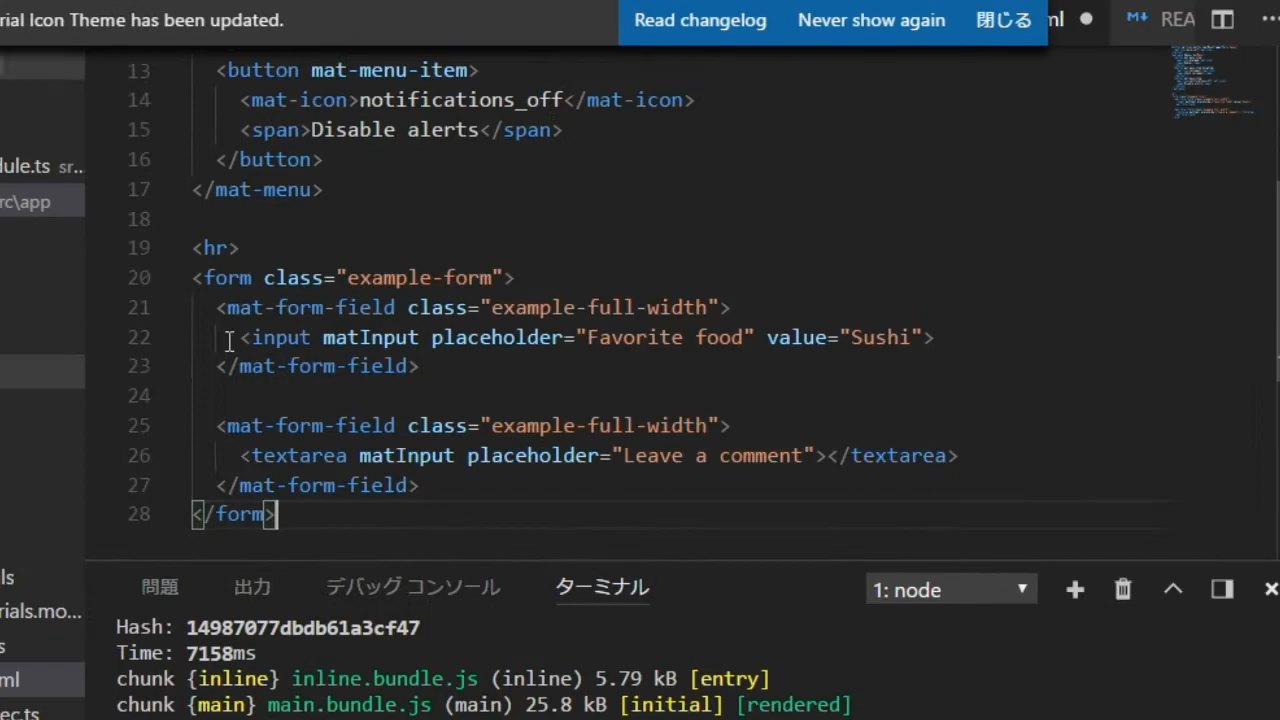 rial Icon Theme has been updated.
Read changelog Never show again 閉じる
ml ● M↓ REA ...
13 <button mat-menu-item>
14 <mat-icon>notifications_off</mat-icon>
15 <span>Disable alerts</span>
16 </button>
17 </mat-menu>
18
19 <hr>
20 <form class="example-form">
21 <mat-form-field class="example-full-width">
22 <input matInput placeholder="Favorite food" value="Sushi">
23 </mat-form-field>
24
25 <mat-form-field class="example-full-width">
26 <textarea matInput placeholder="Leave a comment"></textarea>
27 </mat-form-field>
28 </form>
dule.ts sr...
rc\app
ls
rials.mo...
s
ml
ec.ts
問題 出力 デバッグ コンソール ターミナル 1: node
Hash: 14987077dbdb61a3cf47
Time: 7158ms
chunk {inline} inline.bundle.js (inline) 5.79 kB [entry]
chunk {main} main.bundle.js (main) 25.8 kB [initial] [rendered]